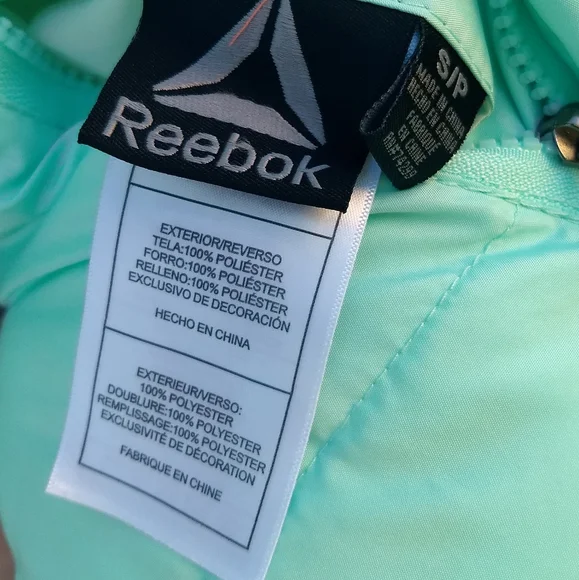 Reebok
S/P
MADE IN CHINA
HECHO EN CHINA
FABRIQUÉ
EN CHINE
EXTERIOR/REVERSO
TELA:100% POLIÉSTER
FORRO:100% POLIÉSTER
RELLENO:100% POLIÉSTER
EXCLUSIVO DE DECORACIÓN
HECHO EN CHINA
EXTERIEUR/VERSO:
100% POLYESTER
DOUBLURE:100% POLYESTER
REMPLISSAGE:100% POLYESTER
EXCLUSIVITÉ DE DÉCORATION
FABRIQUE EN CHINE